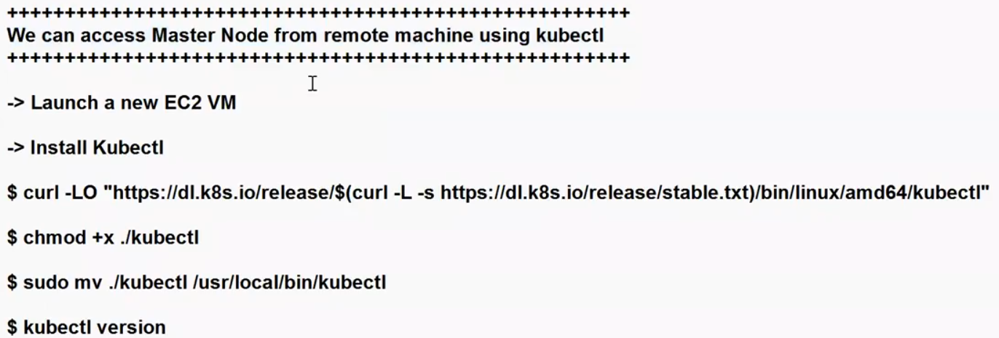 ++++++++++++++++++++++++++++++++++++++++++++++++++++++
We can access Master Node from remote machine using kubectl
++++++++++++++++++++++++++++++++++++++++++++++++++++++
-> Launch a new EC2 VM
-> Install Kubectl
$ curl -LO "https://dl.k8s.io/release/$(curl -L -s https://dl.k8s.io/release/stable.txt)/bin/linux/amd64/kubectl"
$ chmod +x ./kubectl
$ sudo mv ./kubectl /usr/local/bin/kubectl
$ kubectl version